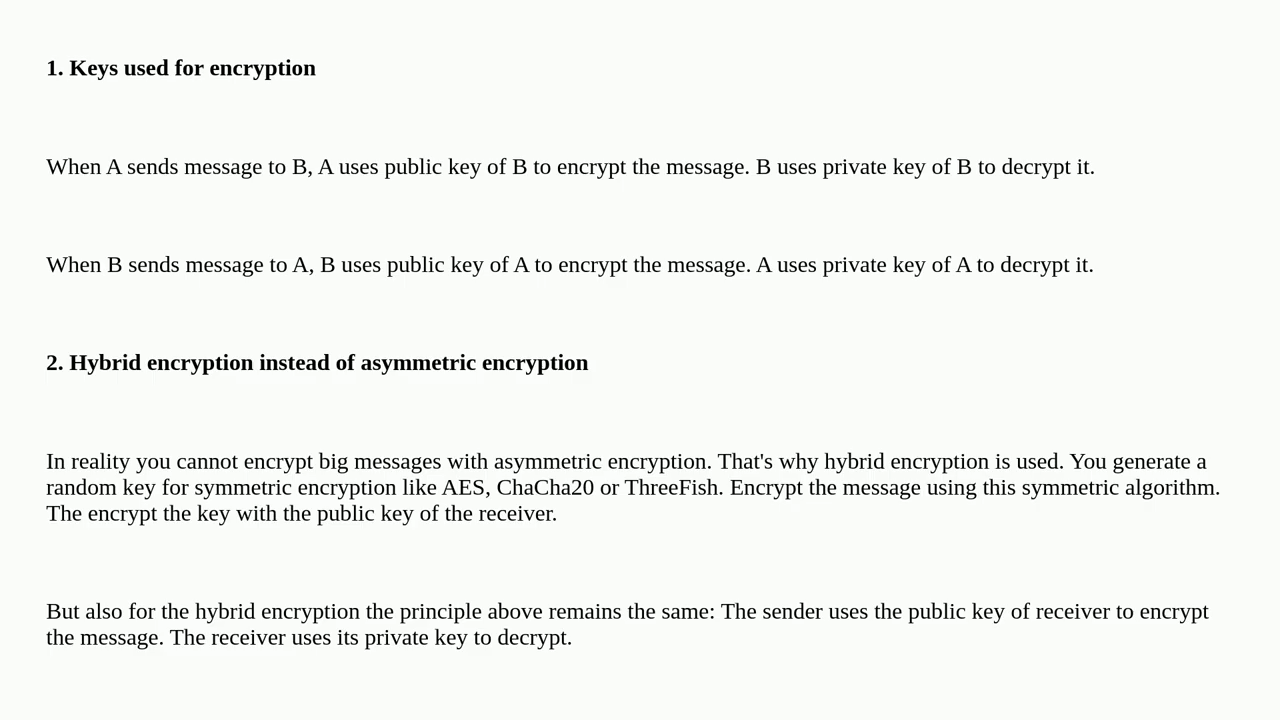 1. Keys used for encryption
When A sends message to B, A uses public key of B to encrypt the message. B uses private key of B to decrypt it.
When B sends message to A, B uses public key of A to encrypt the message. A uses private key of A to decrypt it.
2. Hybrid encryption instead of asymmetric encryption
In reality you cannot encrypt big messages with asymmetric encryption. That's why hybrid encryption is used. You generate a
random key for symmetric encryption like AES, ChaCha20 or ThreeFish. Encrypt the message using this symmetric algorithm.
The encrypt the key with the public key of the receiver.
But also for the hybrid encryption the principle above remains the same: The sender uses the public key of receiver to encrypt
the message. The receiver uses its private key to decrypt.